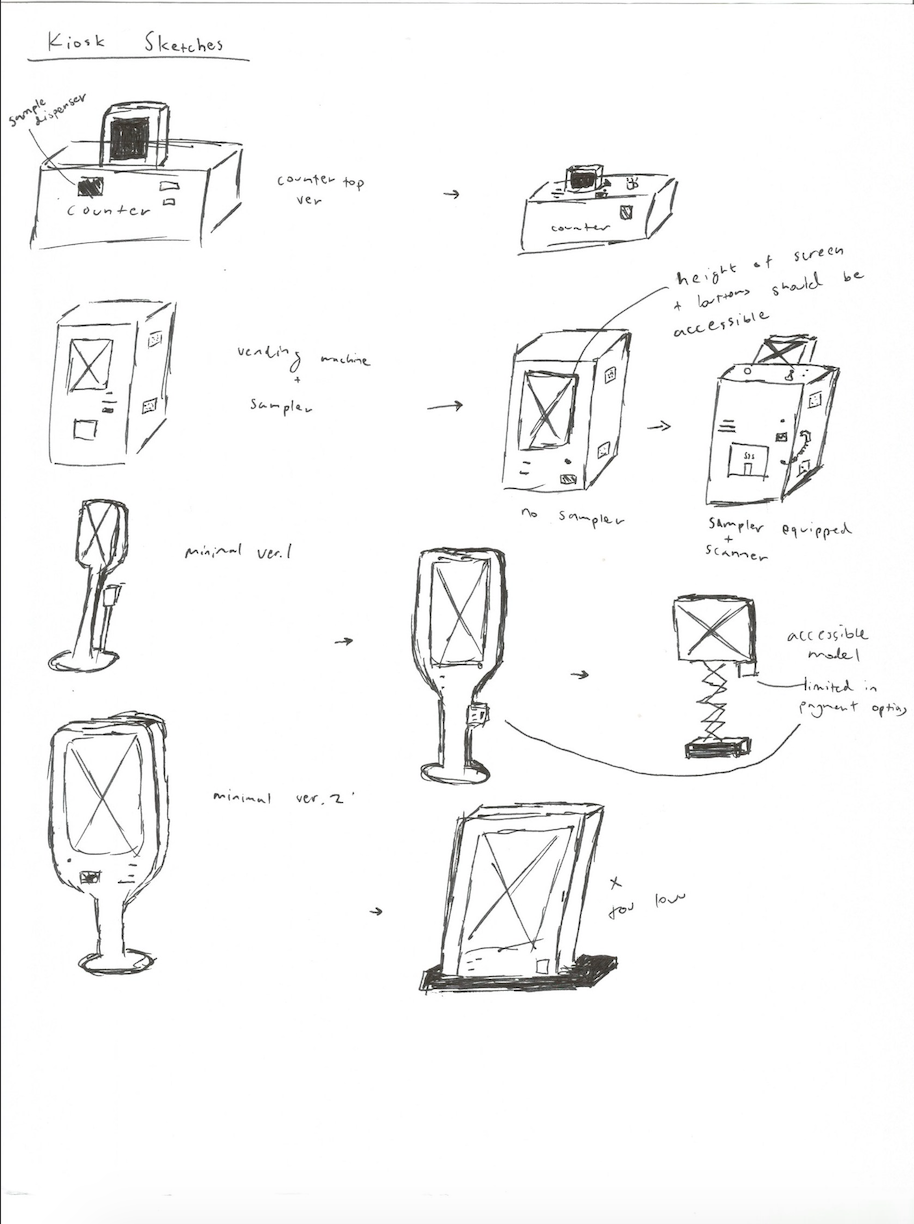 Kiosk Sketches
sample
dispenser
counter
counter top
ver
counter
height of screen
+ buttons should be
accessible
vending machine
+
sampler
no sampler
sampler equipped
+
scanner
minimal ver.1
accessible
model
limited in
payment options
minimal ver. 2
x
too low